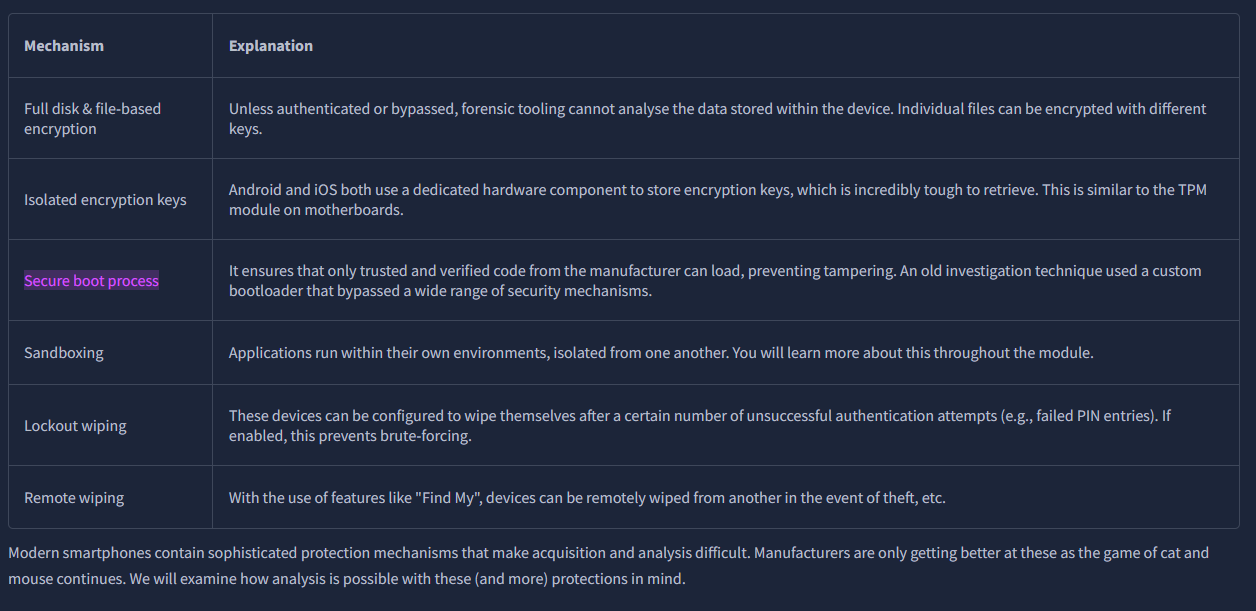 Mechanism
Explanation
Full disk & file-based
encryption
Unless authenticated or bypassed, forensic tooling cannot analyse the data stored within the device. Individual files can be encrypted with different
keys.
Isolated encryption keys
Android and iOS both use a dedicated hardware component to store encryption keys, which is incredibly tough to retrieve. This is similar to the TPM
module on motherboards.
Secure boot process
It ensures that only trusted and verified code from the manufacturer can load, preventing tampering. An old investigation technique used a custom
bootloader that bypassed a wide range of security mechanisms.
Sandboxing
Applications run within their own environments, isolated from one another. You will learn more about this throughout the module.
Lockout wiping
These devices can be configured to wipe themselves after a certain number of unsuccessful authentication attempts (e.g., failed PIN entries). If
enabled, this prevents brute-forcing.
Remote wiping
With the use of features like "Find My", devices can be remotely wiped from another in the event of theft, etc.
Modern smartphones contain sophisticated protection mechanisms that make acquisition and analysis difficult. Manufacturers are only getting better at these as the game of cat and
mouse continues. We will examine how analysis is possible with these (and more) protections in mind.